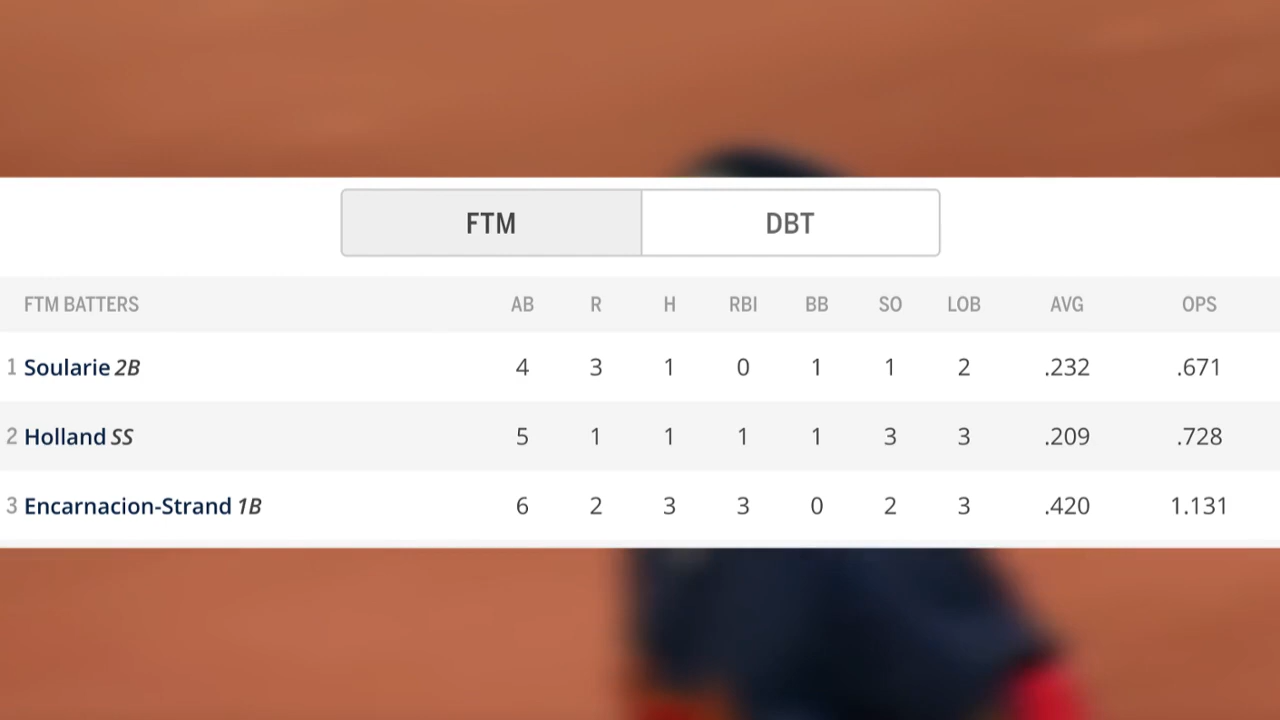 FTM DBT
FTM BATTERS AB R H RBI BB SO LOB AVG OPS
1 Soularie 2B 4 3 1 0 1 1 2 .232 .671
2 Holland SS 5 1 1 1 1 3 3 .209 .728
3 Encarnacion-Strand 1B 6 2 3 3 0 2 3 .420 1.131